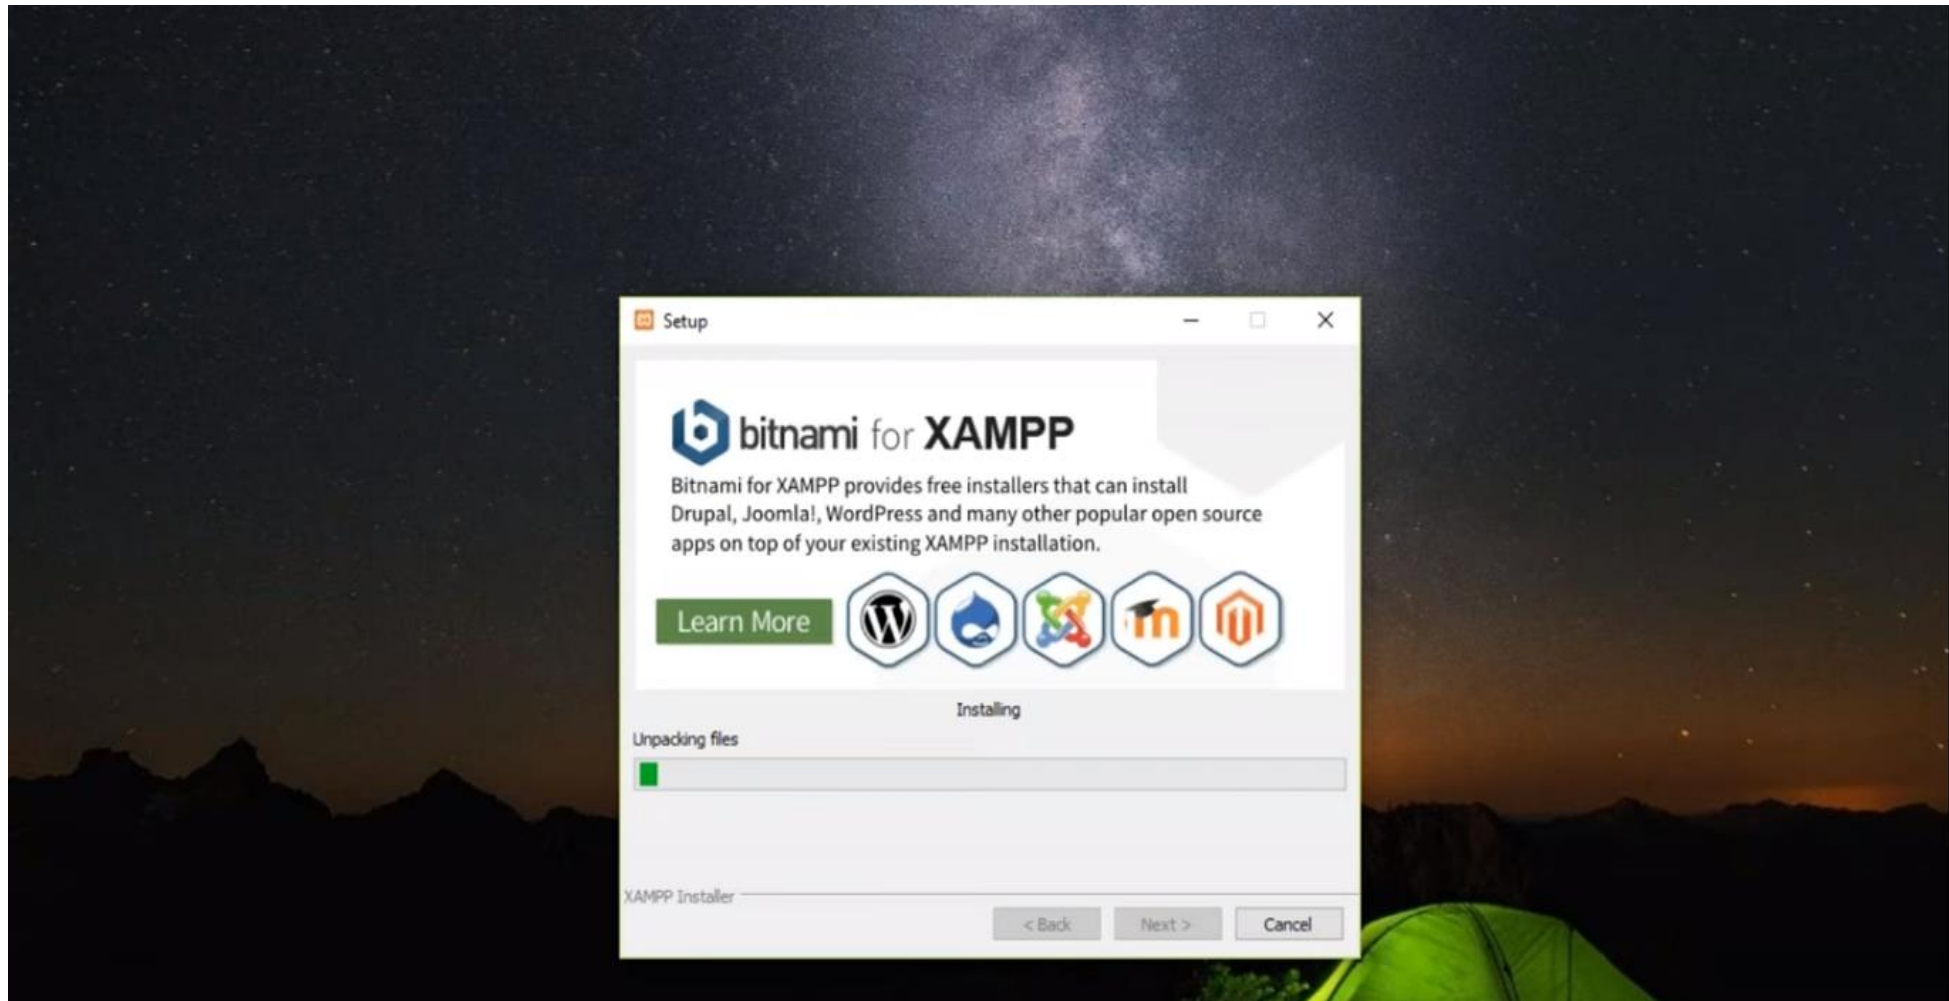 Setup
bitnami for XAMPP
Bitnami for XAMPP provides free installers that can install
Drupal, Joomla!, WordPress and many other popular open source
apps on top of your existing XAMPP installation.
Learn More
Installing
Unpacking files
XAMPP Installer
< Back Next > Cancel